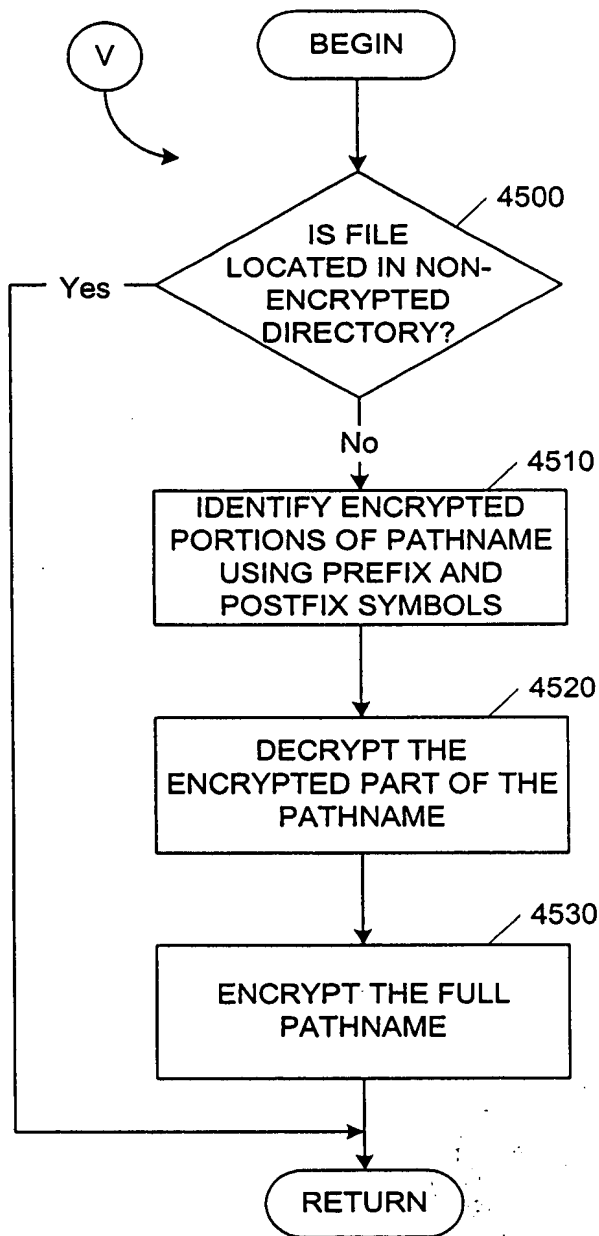 V
BEGIN
4500
IS FILE
LOCATED IN NON-
ENCRYPTED
DIRECTORY?
Yes
No
4510
IDENTIFY ENCRYPTED
PORTIONS OF PATHNAME
USING PREFIX AND
POSTFIX SYMBOLS
4520
DECRYPT THE
ENCRYPTED PART OF THE
PATHNAME
4530
ENCRYPT THE FULL
PATHNAME
RETURN